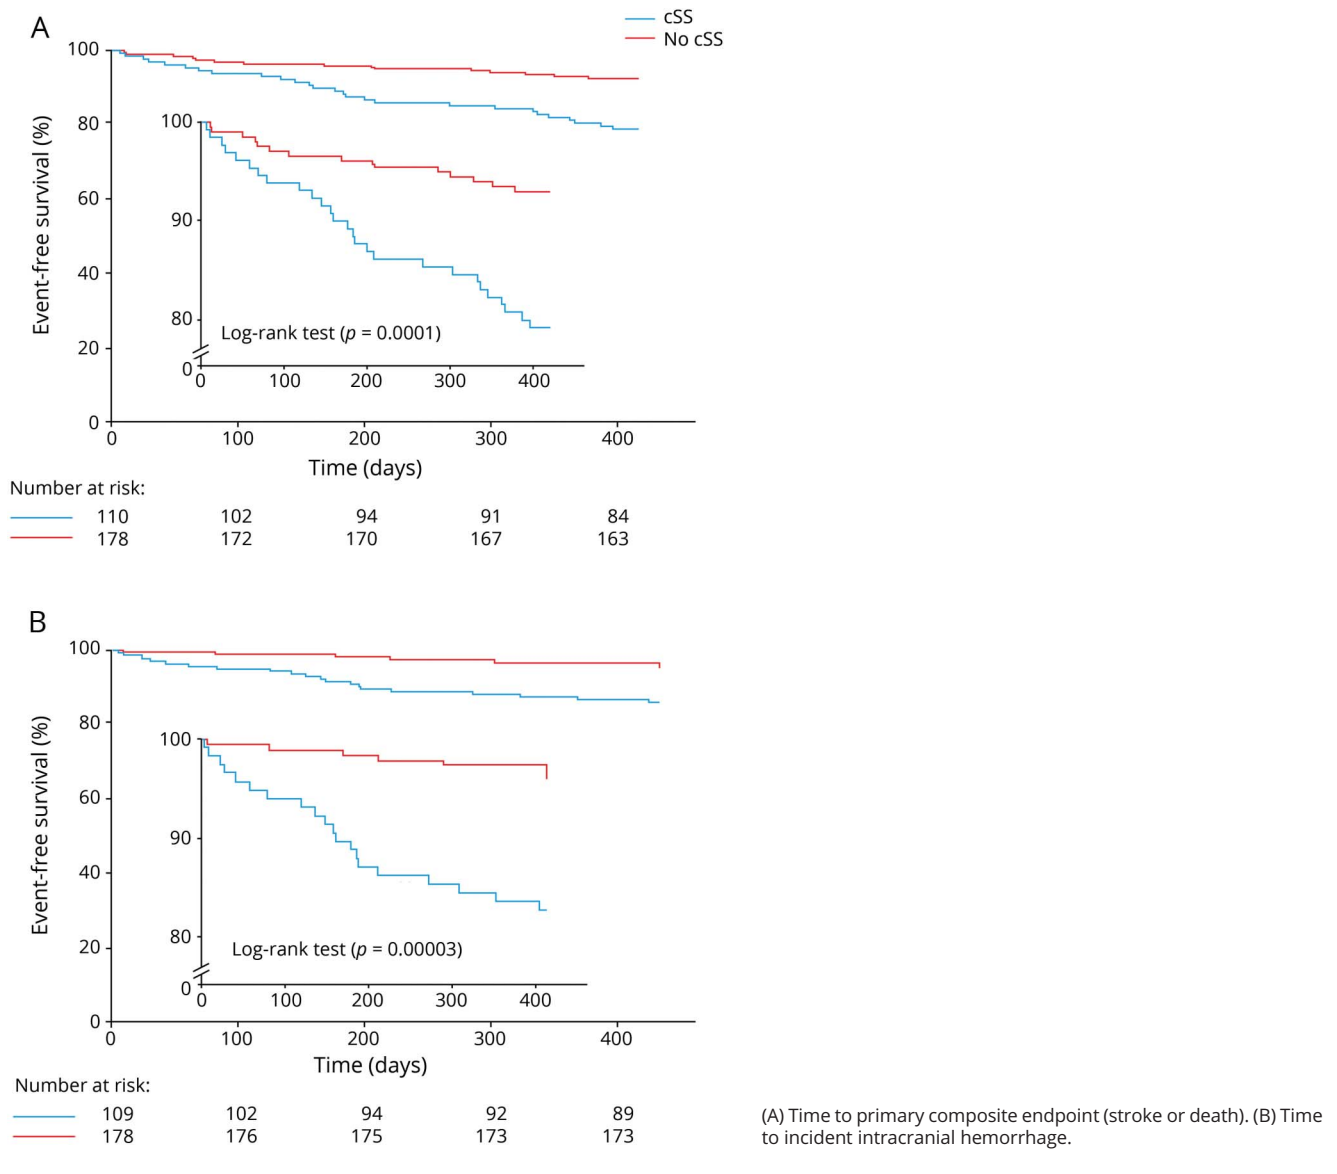 A
cSS
No cSS
Event-free survival (%)
100
80
60
40
20
0
100
90
80
0
Log-rank test (p = 0.0001)
0 100 200 300 400
0 100 200 300 400
Time (days)
Number at risk:
110 102 94 91 84
178 172 170 167 163
B
Event-free survival (%)
100
80
60
40
20
0
100
90
80
0
Log-rank test (p = 0.00003)
0 100 200 300 400
0 100 200 300 400
Time (days)
Number at risk:
109 102 94 92 89
178 176 175 173 173
(A) Time to primary composite endpoint (stroke or death). (B) Time
to incident intracranial hemorrhage.